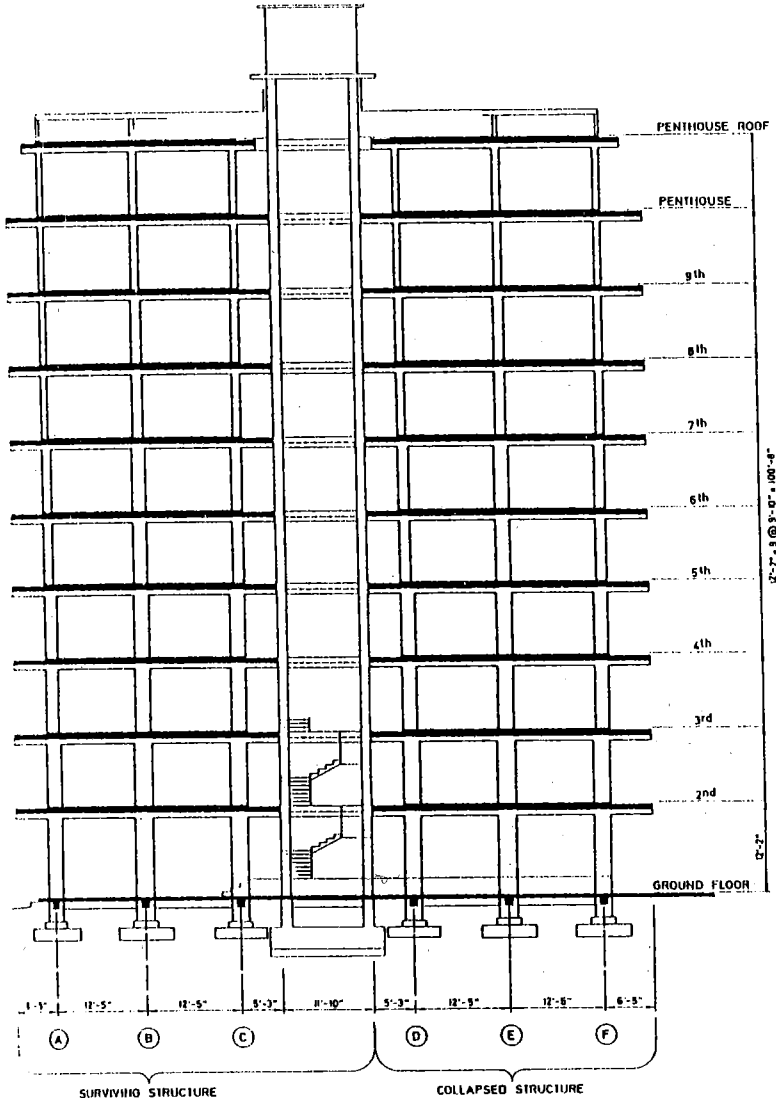 PENTHOUSE ROOF
PENTHOUSE
9th
8th
7th
6th
5th
4th
3rd
2nd
GROUND FLOOR
12'-2"
12'-5" 12'-5" 5'-3" 11'-10" 5'-3" 12'-5" 12'-5" 6'-5"
A B C D E F
SURVIVING STRUCTURE
COLLAPSED STRUCTURE